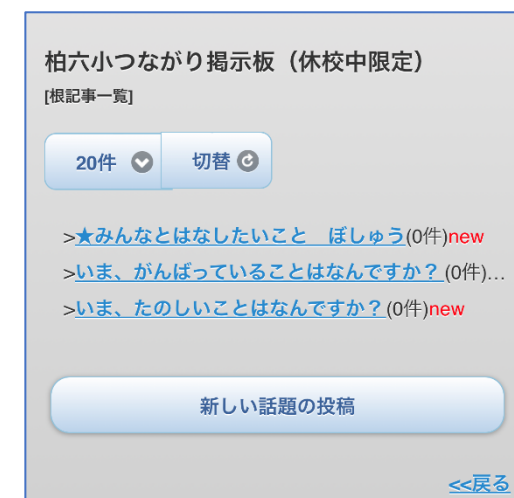 柏六小つながり掲示板（休校中限定）
[根記事一覧]
20件 切替
>★みんなとはなしたいこと　ぼしゅう(0件)new
>いま、がんばっていることはなんですか？(0件)...
>いま、たのしいことはなんですか？(0件)new
新しい話題の投稿
<<戻る